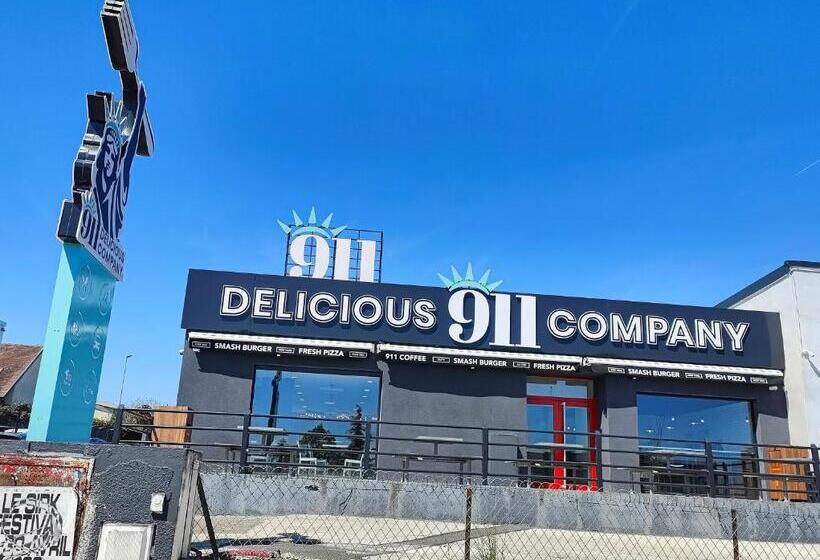 911
DELICIOUS 911 COMPANY
SMASH BURGER FRESH PIZZA
911 COFFEE SMASH BURGER FRESH PIZZA
SMASH BURGER FRESH PIZZA
911
DELICIOUS
COMPANY
LE SIRK
FESTIVAL
AVRIL